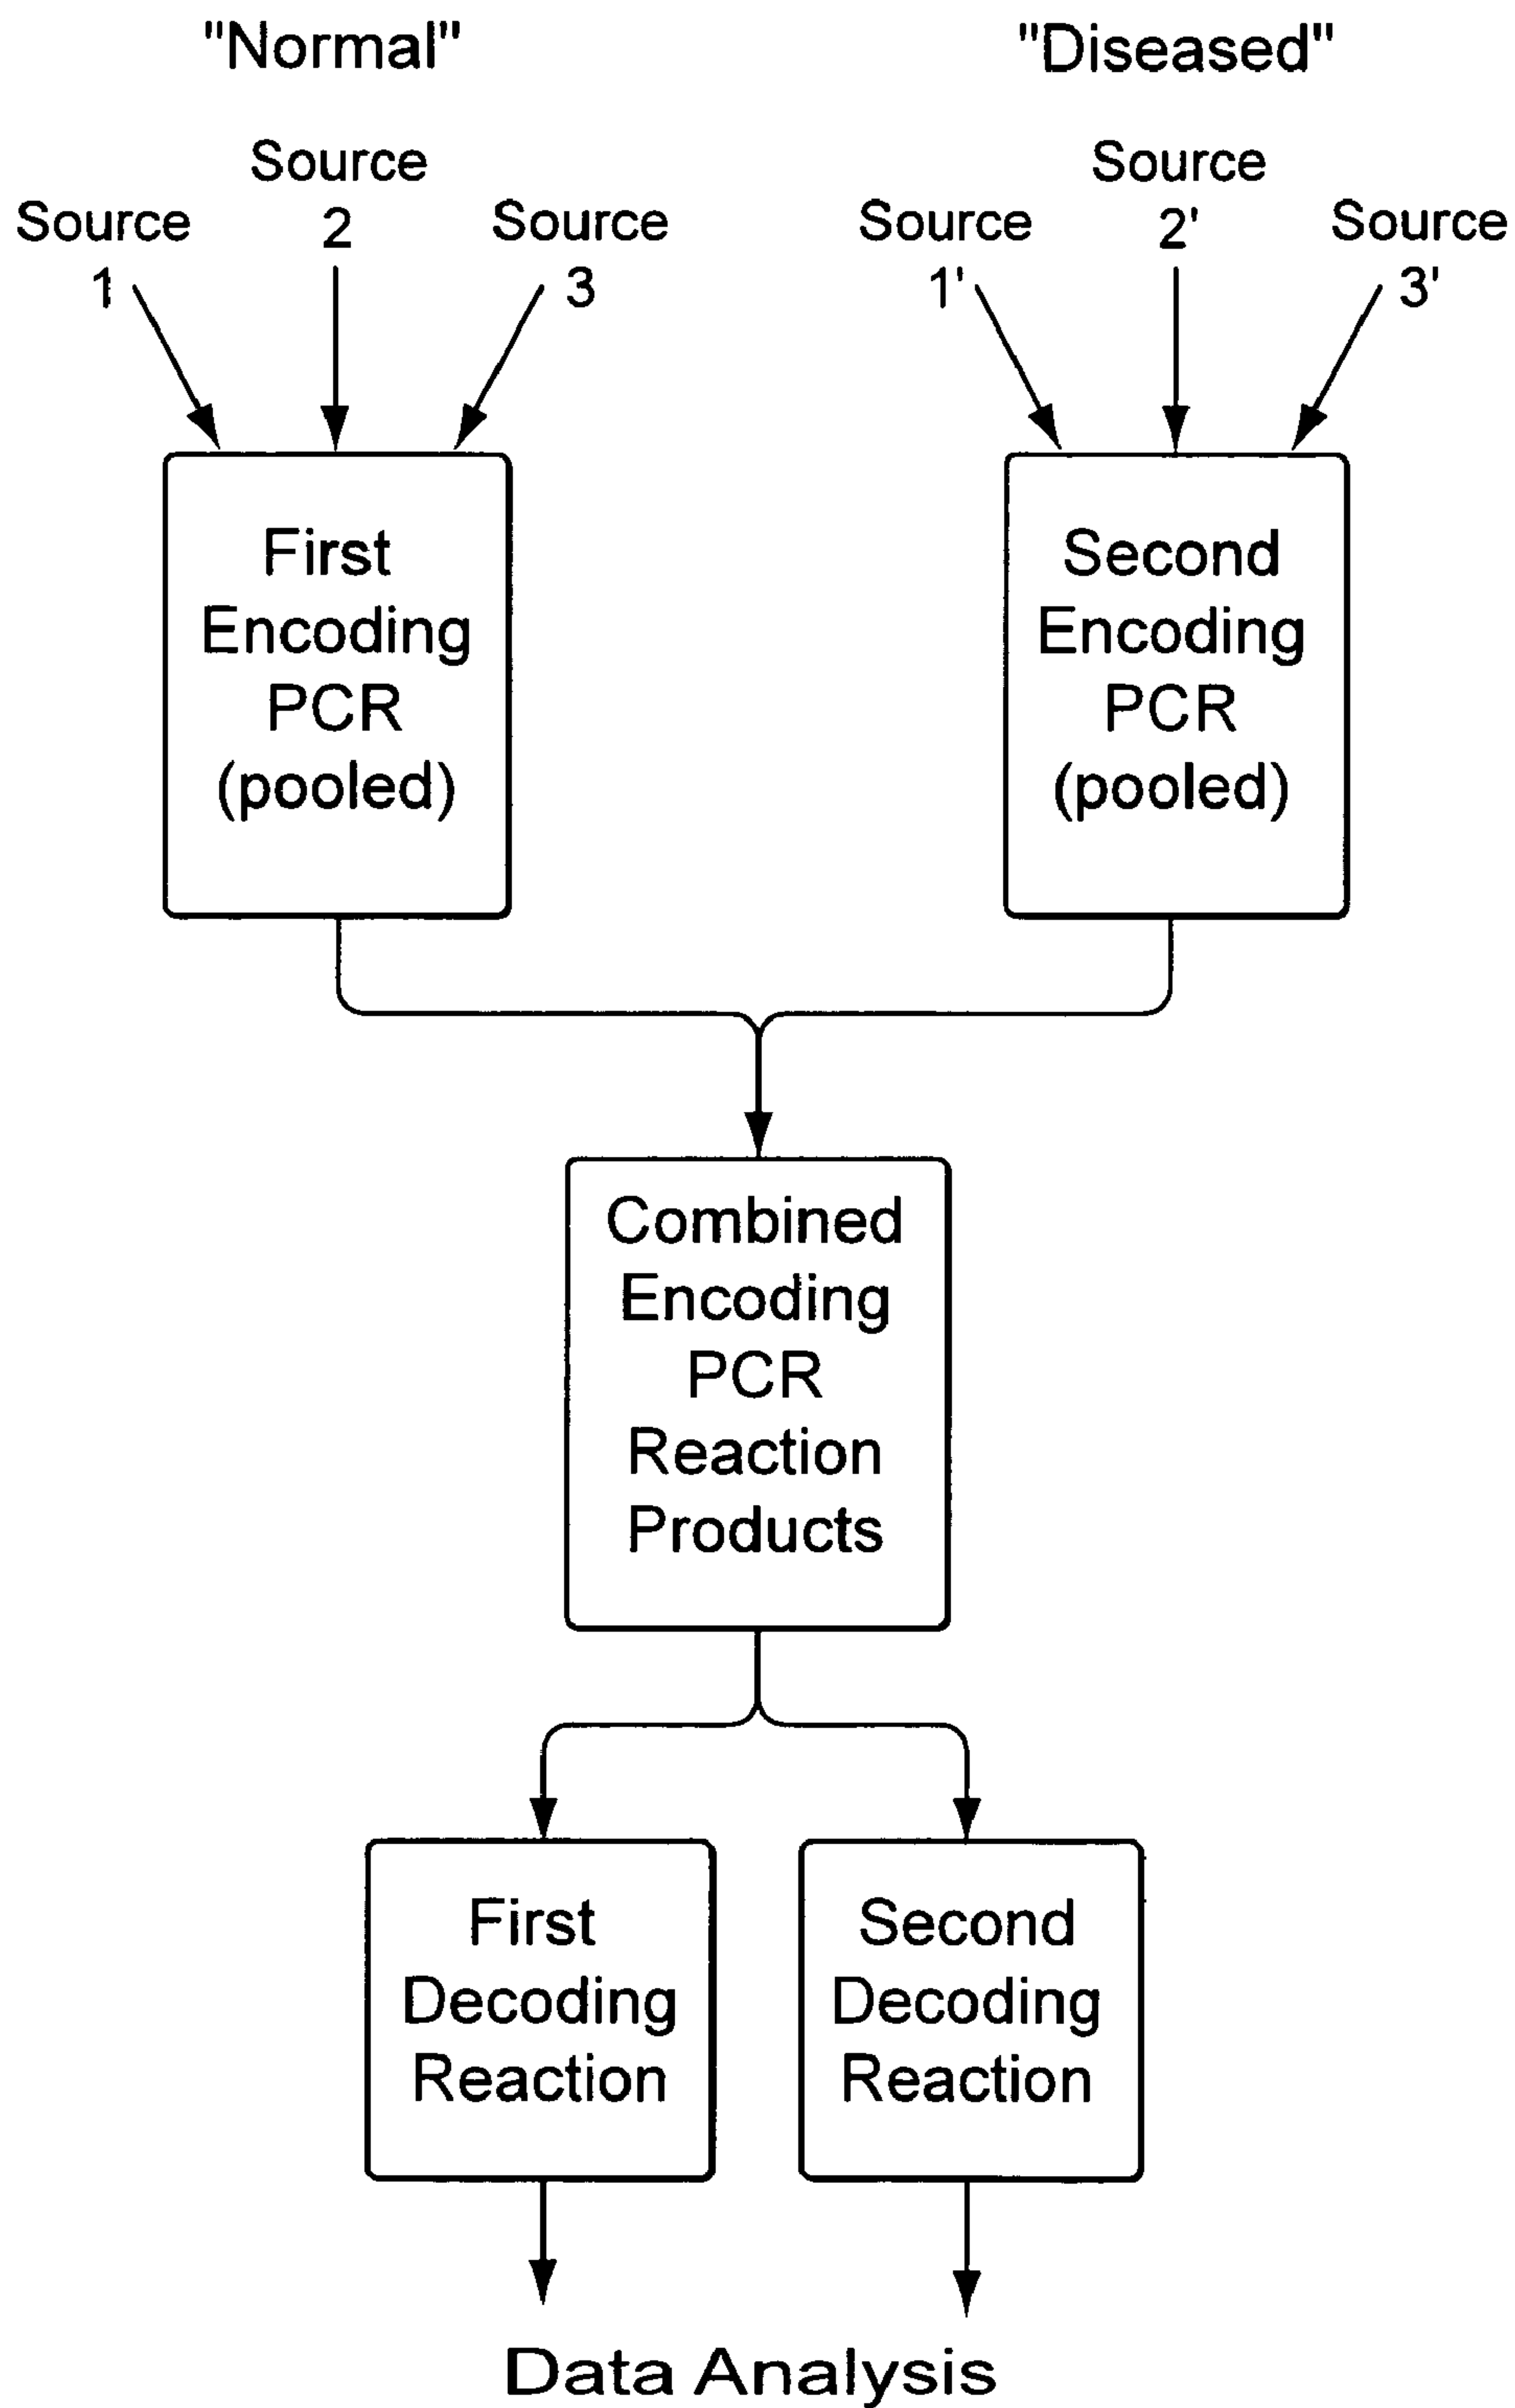 "Normal"
"Diseased"
Source
1
Source
2
Source
3
Source
1'
Source
2'
Source
3'
First
Encoding
PCR
(pooled)
Second
Encoding
PCR
(pooled)
Combined
Encoding
PCR
Reaction
Products
First
Decoding
Reaction
Second
Decoding
Reaction
Data Analysis